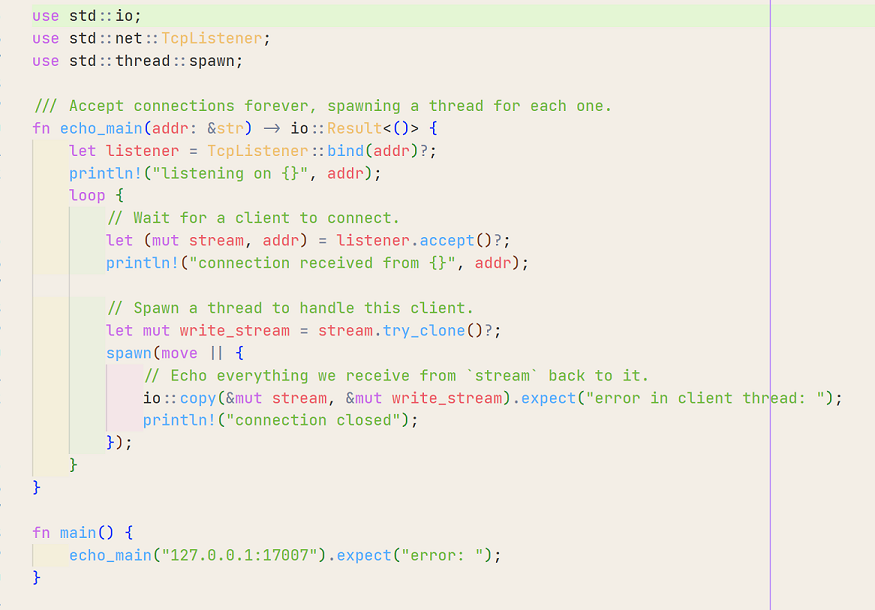 use std::io;
use std::net::TcpListener;
use std::thread::spawn;
/// Accept connections forever, spawning a thread for each one.
fn echo_main(addr: &str) -> io::Result<()> {
    let listener = TcpListener::bind(addr)?;
    println!("listening on {}", addr);
    loop {
        // Wait for a client to connect.
        let (mut stream, addr) = listener.accept()?;
        println!("connection received from {}", addr);
        // Spawn a thread to handle this client.
        let mut write_stream = stream.try_clone()?;
        spawn(move || {
            // Echo everything we receive from `stream` back to it.
            io::copy(&mut stream, &mut write_stream).expect("error in client thread: ");
            println!("connection closed");
        });
    }
}
fn main() {
    echo_main("127.0.0.1:17007").expect("error: ");
}